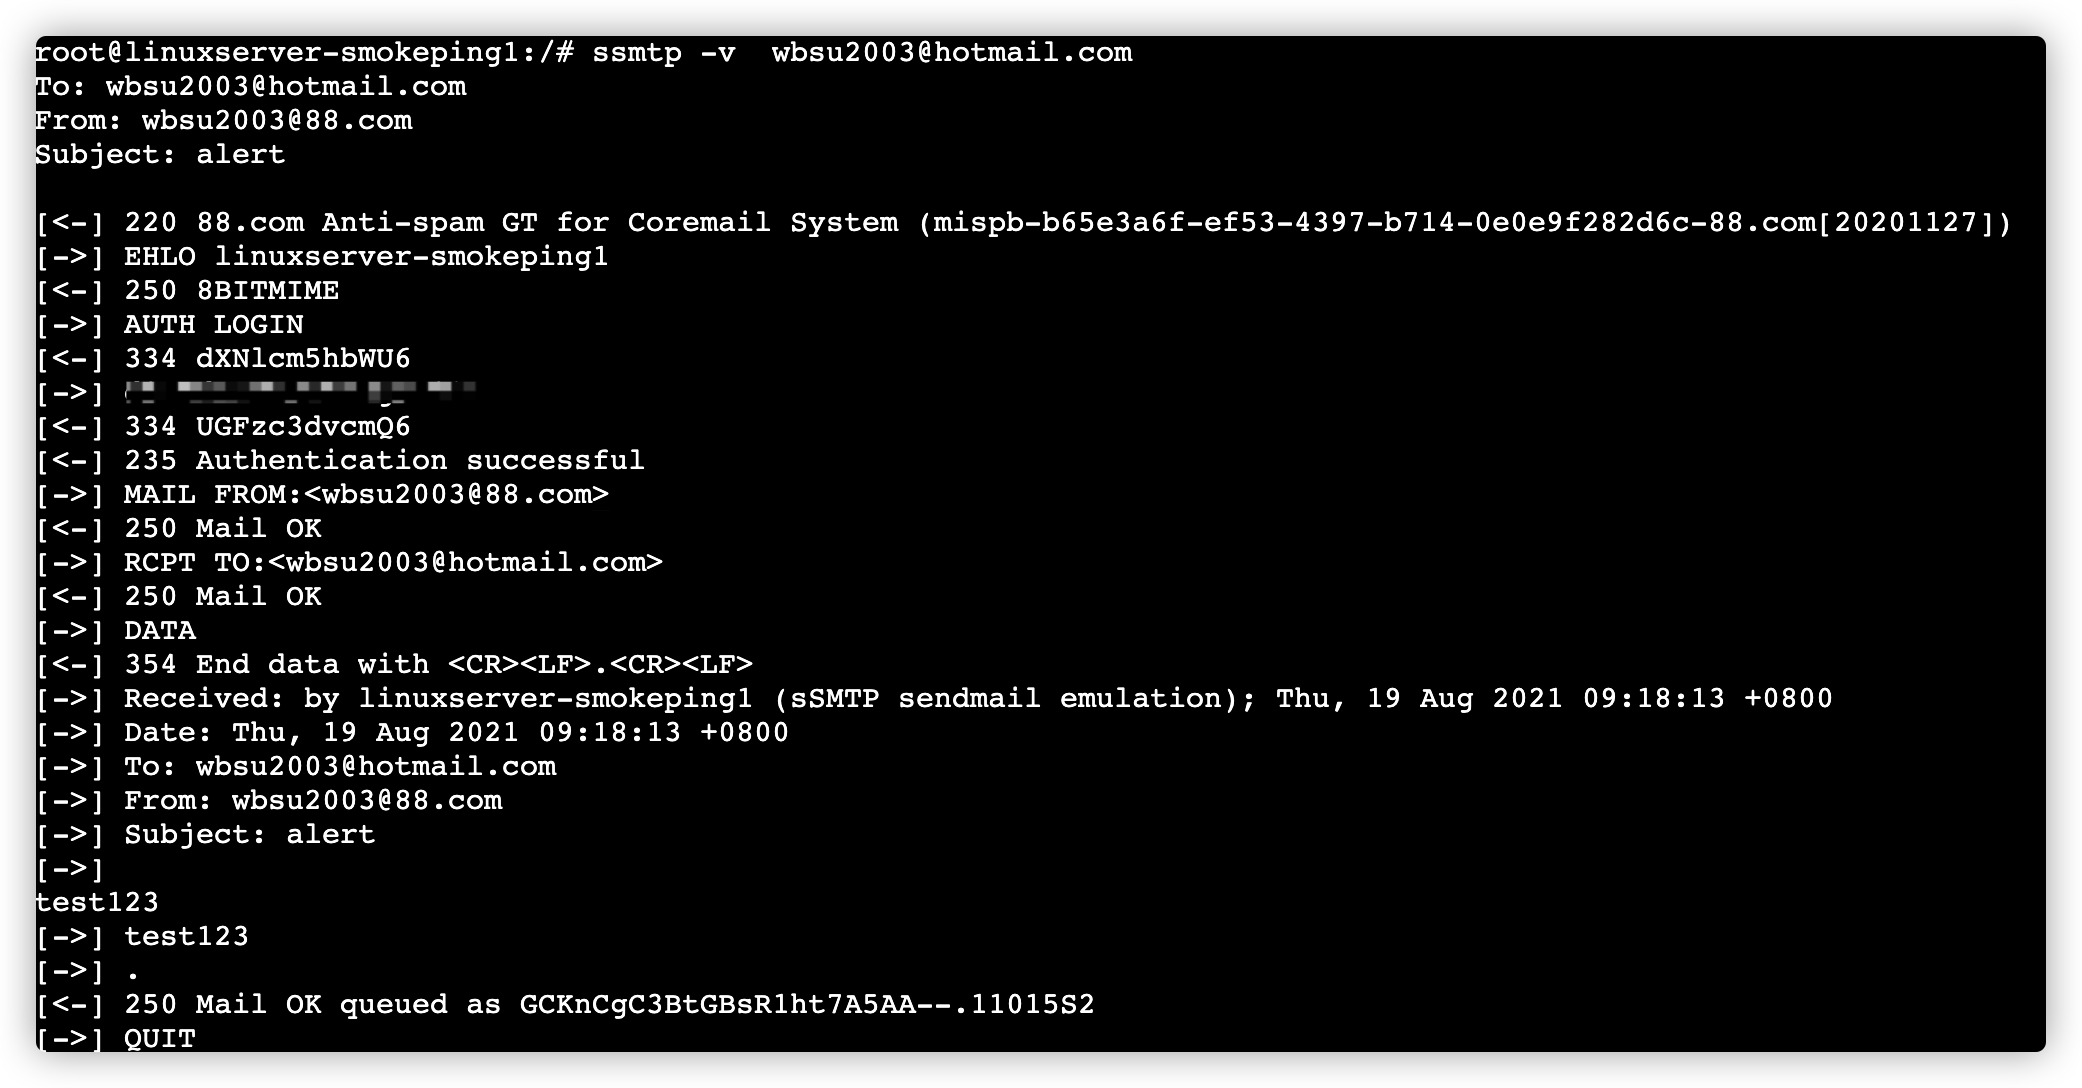 root@linuxserver-smokeping1:/# ssmtp -v  wbsu2003@hotmail.com
To: wbsu2003@hotmail.com
From: wbsu2003@88.com
Subject: alert
[<-] 220 88.com Anti-spam GT for Coremail System (mispb-b65e3a6f-ef53-4397-b714-0e0e9f282d6c-88.com[20201127])
[->] EHLO linuxserver-smokeping1
[<-] 250 8BITMIME
[->] AUTH LOGIN
[<-] 334 dXNlcm5hbWU6
[->]
[<-] 334 UGFzc3dvcmQ6
[<-] 235 Authentication successful
[->] MAIL FROM:<wbsu2003@88.com>
[<-] 250 Mail OK
[->] RCPT TO:<wbsu2003@hotmail.com>
[<-] 250 Mail OK
[->] DATA
[<-] 354 End data with <CR><LF>.<CR><LF>
[->] Received: by linuxserver-smokeping1 (sSMTP sendmail emulation); Thu, 19 Aug 2021 09:18:13 +0800
[->] Date: Thu, 19 Aug 2021 09:18:13 +0800
[->] To: wbsu2003@hotmail.com
[->] From: wbsu2003@88.com
[->] Subject: alert
[->]
test123
[->] test123
[->] .
[<-] 250 Mail OK queued as GCKnCgC3BtGBsR1ht7A5AA--.11015S2
[->] QUIT